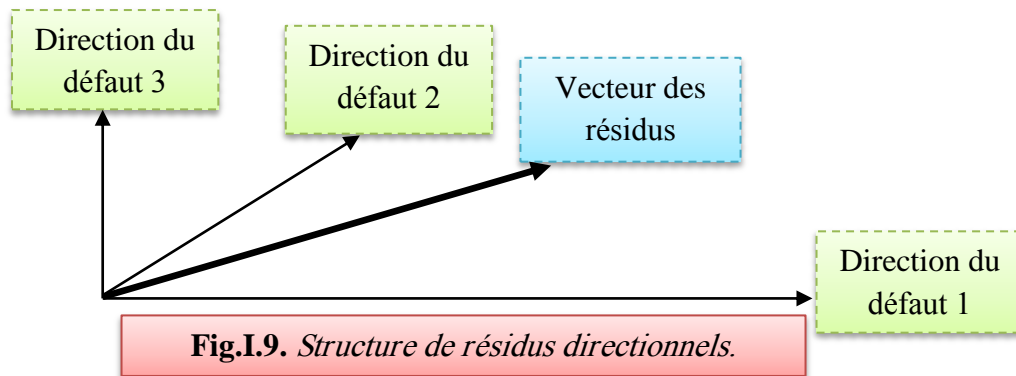 Direction du
défaut 3
Direction du
défaut 2
Vecteur des
résidus
Direction du
défaut 1
Fig.I.9. Structure de résidus directionnels.